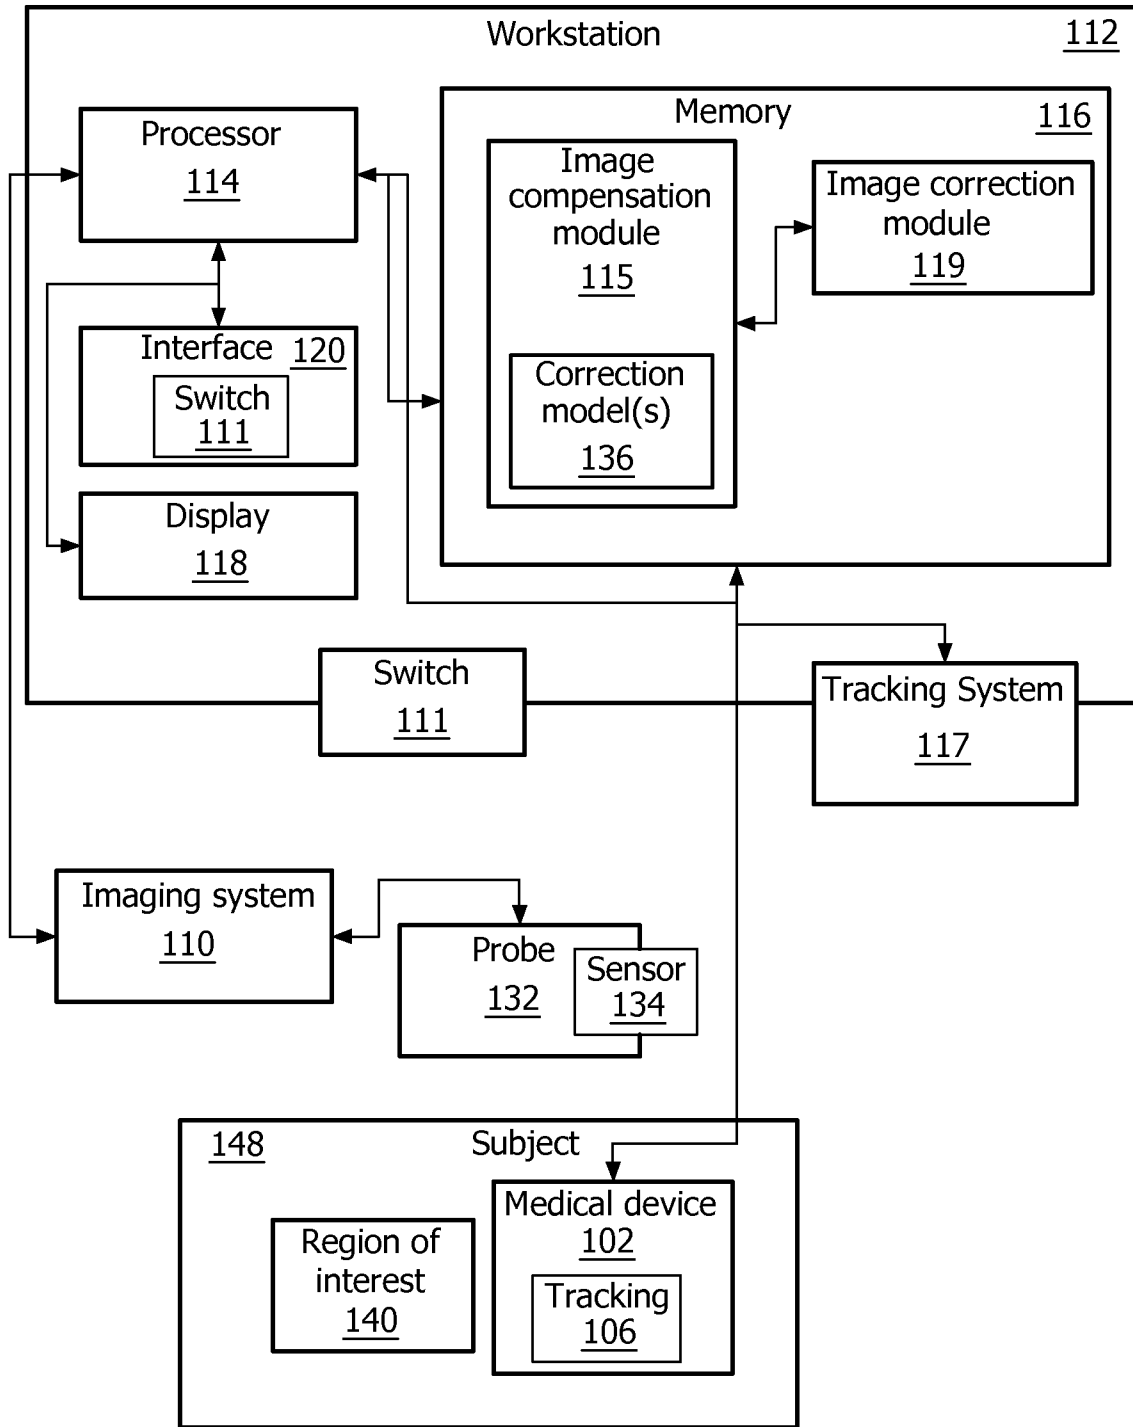 Workstation
112
Processor
114
Memory
116
Image
compensation
module
115
Image correction
module
119
Correction
model(s)
136
Interface
120
Switch
111
Display
118
Switch
111
Tracking System
117
Imaging system
110
Probe
132
Sensor
134
148
Subject
Medical device
102
Tracking
106
Region of
interest
140